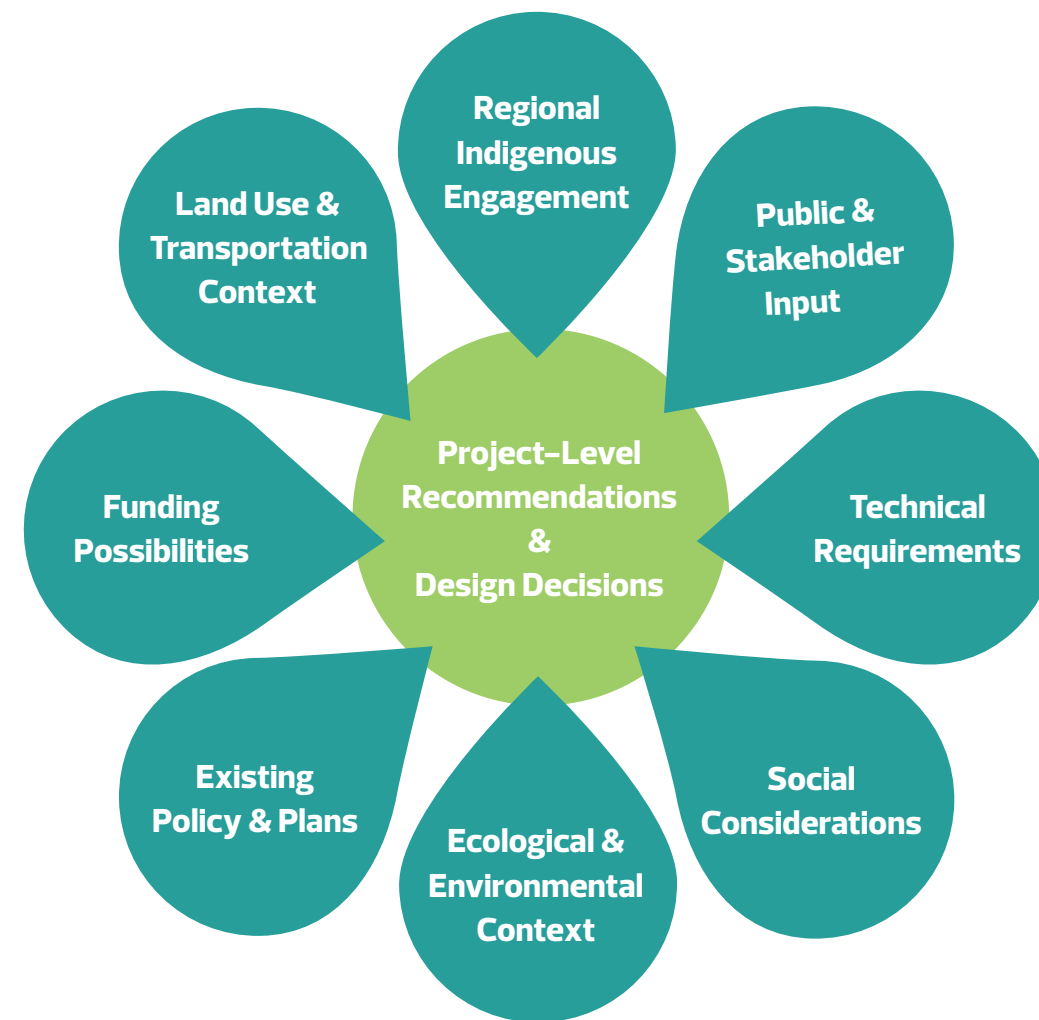 Regional
Indigenous
Engagement
Public &
Stakeholder
Input
Technical
Requirements
Social
Considerations
Ecological &
Environmental
Context
Existing
Policy & Plans
Funding
Possibilities
Land Use &
Transportation
Context
Project-Level
Recommendations
&
Design Decisions